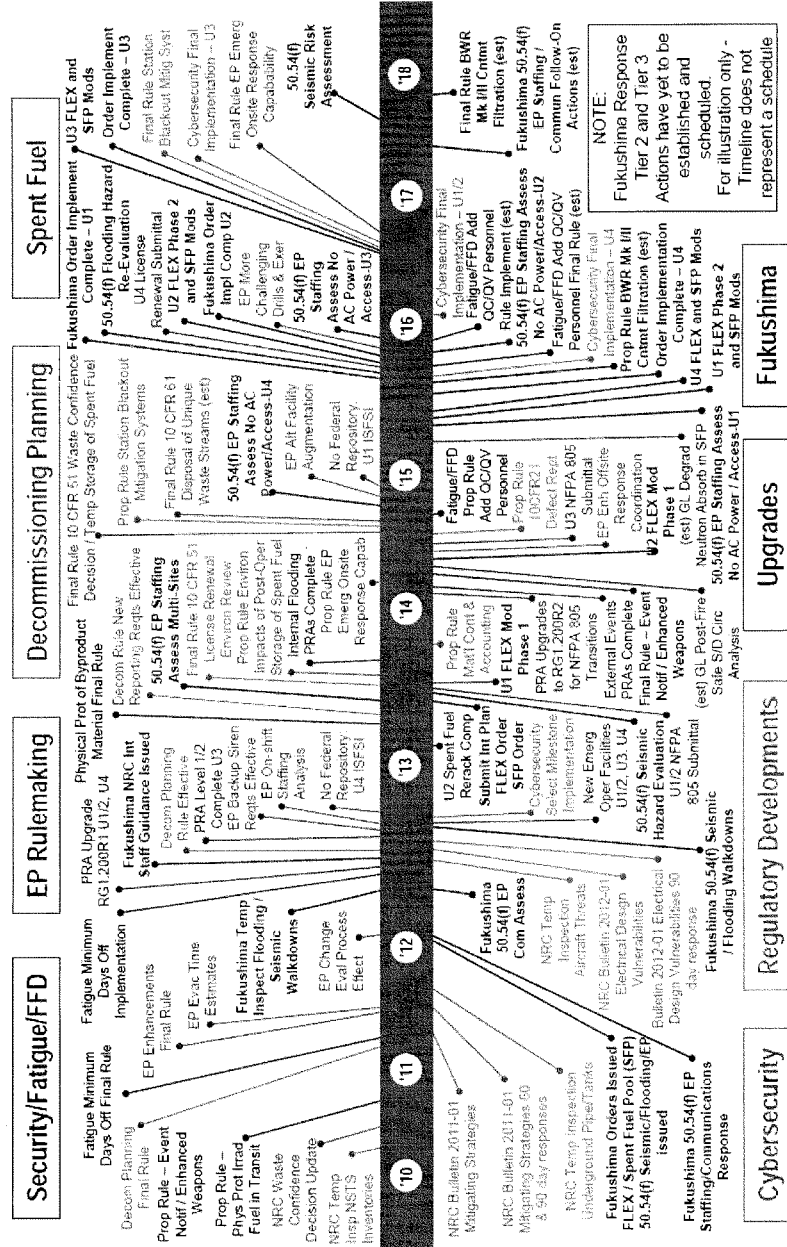 Security/Fatigue/FFD
EP Rulemaking
Decommissioning Planning
Spent Fuel
Fatigue Minimum
Days Off Final Rule
Decom Planning
Final Rule
Prop Rule – Event
Notif / Enhanced
Weapons
Prop Rule –
Phys Prot Irrad
Fuel in Transit
NRC Waste
Confidence
Decision Update
NRC Temp
Insp NSTS
Inventories
Fatigue Minimum
Days Off
Implementation
EP Enhancements
Final Rule
EP Evac Time
Estimates
Fukushima Temp
Inspect Flooding /
Seismic
Walkdowns
EP Change
Eval Process
Effect
PRA Upgrade
RG1.200R1 U1/2, U4
Fukushima NRC Int
Staff Guidance Issued
Decom Planning
Rule Effective
PRA Level 1/2
Complete U3
EP Backup Siren
Reqts Effective
EP On-shift
Staffing
Analysis
No Federal
Repository.
U4 ISFSI
Physical Prot of Byproduct
Material Final Rule
Decom Rule New
Reporting Reqts Effective
50.54(f) EP Staffing
Assess Multi-Sites
Final Rule 10 CFR 51
License Renewal
Environ Review
Prop Rule Environ
Impacts of Post-Oper
Storage of Spent Fuel
Internal Flooding
PRAs Complete
Prop Rule EP
Emerg Onsite
Response Capab
Final Rule 10 CFR 51 Waste Confidence
Decision / Temp Storage of Spent Fuel
Prop Rule Station Blackout
Mitigation Systems
Final Rule 10 CFR 61
Disposal of Unique
Waste Streams (est)
50.54(f) EP Staffing
Assess No AC
Power/Access-U4
EP Alt Facility
Augmentation
No Federal
Repository.
U1 ISFSI
Fukushima Order Implement
Complete – U1
50.54(f) Flooding Hazard
Re-Evaluation
U4 License
Renewal Submittal
U2 FLEX Phase 2
and SFP Mods
Fukushima Order
Impl Comp U2
EP More
Challenging
Drills & Exer
50.54(f) EP
Staffing
Assess No
AC Power /
Access-U3
U3 FLEX and
SFP Mods
Order Implement
Complete – U3
Final Rule Station
Blackout Mitig Syst
Cybersecurity Final
Implementation – U3
Final Rule EP Emerg
Onsite Response
Capability
50.54(f)
Seismic Risk
Assessment
'10
'11
'12
'13
'14
'15
'16
'17
'18
NRC Bulletin 2011-01
Mitigating Strategies
NRC Bulletin 2011-01
Mitigating Strategies 60
& 90 day responses
NRC Temp Inspection
Underground Pipe/Tanks
Fukushima Orders Issued
FLEX / Spent Fuel Pool (SFP)
50.54(f) Seismic/Flooding/EP
issued
Fukushima 50.54(f) EP
Staffing/Communications
Response
Fukushima
50.54(f) EP
Com Assess
NRC Temp
Inspection
Aircraft Threats
NRC Bulletin 2012-01
Electrical Design
Vulnerabilities
Bulletin 2012-01 Electrical
Design Vulnerabilities 90
day response
Fukushima 50.54(f) Seismic
/ Flooding Walkdowns
U2 Spent Fuel
Rerack Comp
Submit Int Plan
FLEX Order
SFP Order
Cybersecurity
Select Milestone
Implementation
New Emerg
Oper Facilities
U1/2, U3, U4
50.54(f) Seismic
Hazard Evaluation
U1/2 NFPA
805 Submittal
Prop Rule
Mat'l Cont &
Accounting
U1 FLEX Mod
Phase 1
PRA Upgrades
to RG1.200R2
for NFPA 805
Transitions
External Events
PRAs Complete
Final Rule – Event
Notif / Enhanced
Weapons
(est) GL Post-Fire
Safe S/D Circ
Analysis
Fatigue/FFD
Prop Rule
Add QC/QV
Personnel
Prop Rule
10CFR21
Defect Rept
U3 NFPA 805
Submittal
EP Enh Offsite
Response
Coordination
U2 FLEX Mod
Phase 1
(est) GL Degrad
Neutron Absorb in SFP
50.54(f) EP Staffing Assess
No AC Power / Access-U1
Cybersecurity Final
Implementation – U1/2
Fatigue/FFD Add
QC/QV Personnel
Rule Implement (est)
50.54(f) EP Staffing Assess
No AC Power/Access-U2
Fatigue/FFD Add QC/QV
Personnel Final Rule (est)
Cybersecurity Final
Implementation – U4
Prop Rule BWR Mk I/II
Cntmt Filtration (est)
Order Implementation
Complete – U4
U4 FLEX and SFP Mods
U1 FLEX Phase 2
and SFP Mods
Final Rule BWR
Mk I/II Cntmt
Filtration (est)
Fukushima 50.54(f)
EP Staffing /
Commun Follow-On
Actions (est)
NOTE:
Fukushima Response
Tier 2 and Tier 3
Actions have yet to be
established and
scheduled.
For illustration only -
Timeline does not
represent a schedule
Cybersecurity
Regulatory Developments
Upgrades
Fukushima